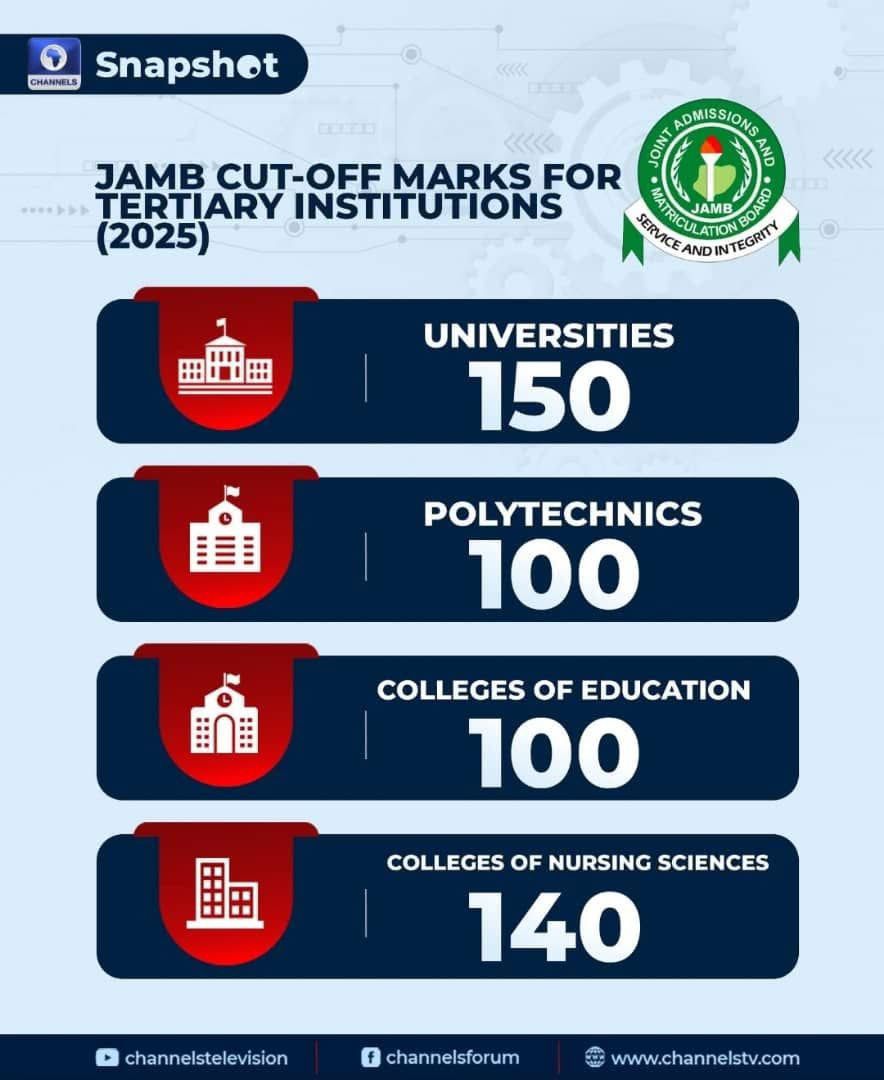 CHANNELS
Snapshot
JAMB CUT-OFF MARKS FOR
TERTIARY INSTITUTIONS
(2025)
JOINT ADMISSIONS AND
MATRICULATION BOARD
JAMB
SERVICE AND INTEGRITY
UNIVERSITIES
150
POLYTECHNICS
100
COLLEGES OF EDUCATION
100
COLLEGES OF NURSING SCIENCES
140
channelstelevision
channelsforum
www.channelstv.com